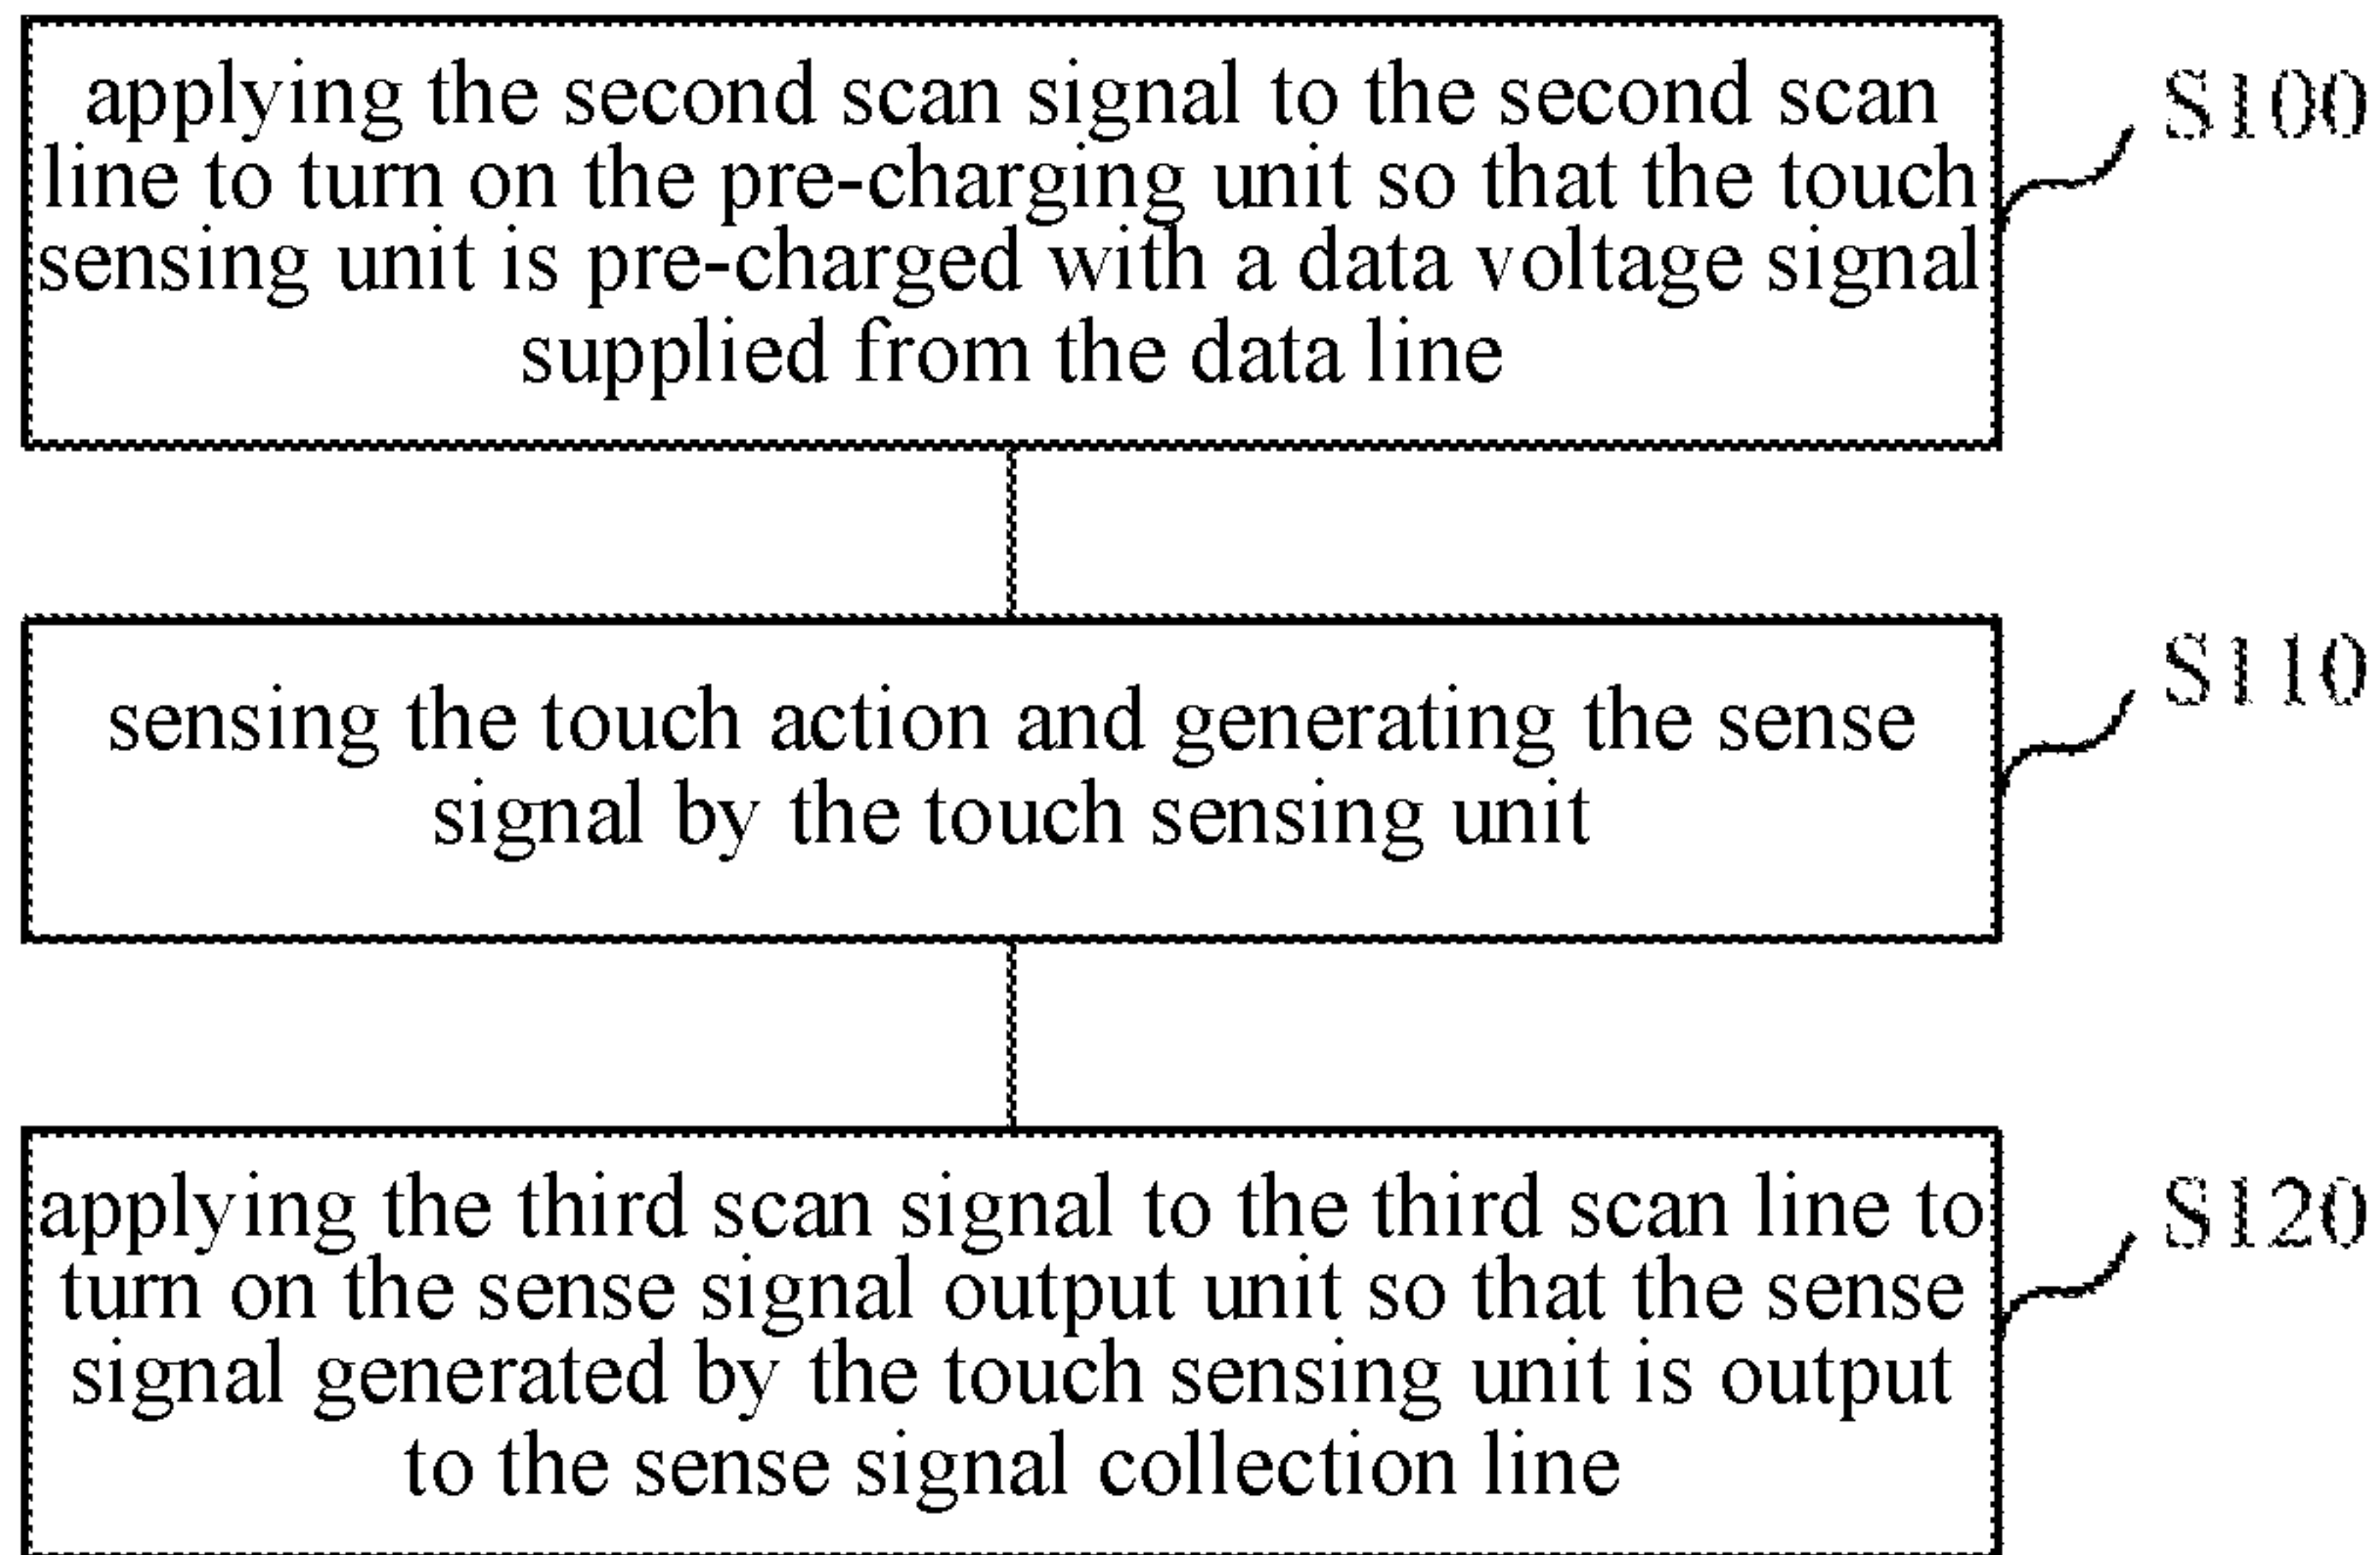 applying the second scan signal to the second scan
line to turn on the pre-charging unit so that the touch
sensing unit is pre-charged with a data voltage signal
supplied from the data line
S100
sensing the touch action and generating the sense
signal by the touch sensing unit
S110
applying the third scan signal to the third scan line to
turn on the sense signal output unit so that the sense
signal generated by the touch sensing unit is output
to the sense signal collection line
S120